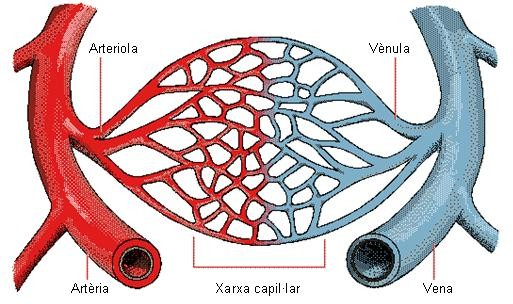 Arteriola
Vènula
Artèria
Xarxa capil·lar
Vena